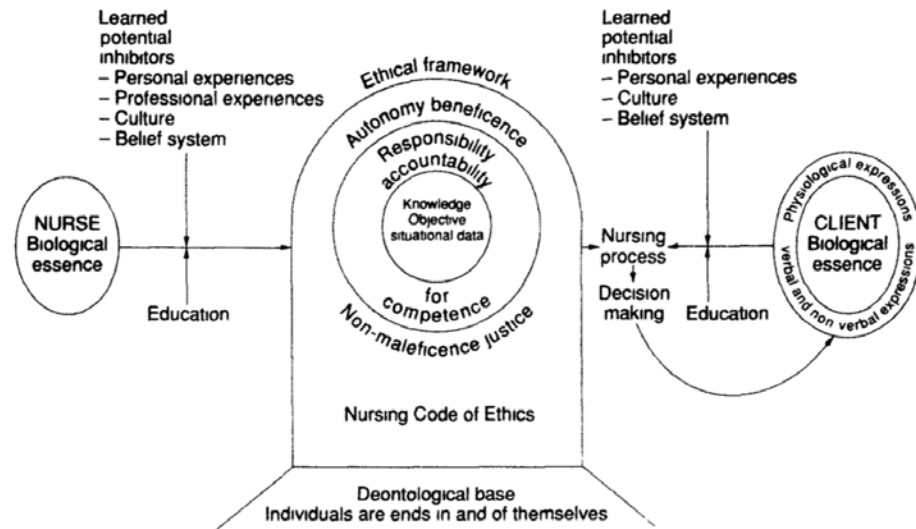 Learned
potential
inhibitors
– Personal experiences
– Professional experiences
– Culture
– Belief system
NURSE
Biological
essence
Education
Ethical framework
Autonomy beneficence
Responsibility
accountability
Knowledge
Objective
situational data
for
competence
Non-maleficence justice
Nursing Code of Ethics
Deontological base
Individuals are ends in and of themselves
Learned
potential
inhibitors
– Personal experiences
– Culture
– Belief system
Nursing
process
Decision
making
Education
Physiological expressions
CLIENT
Biological
essence
verbal and non verbal expressions